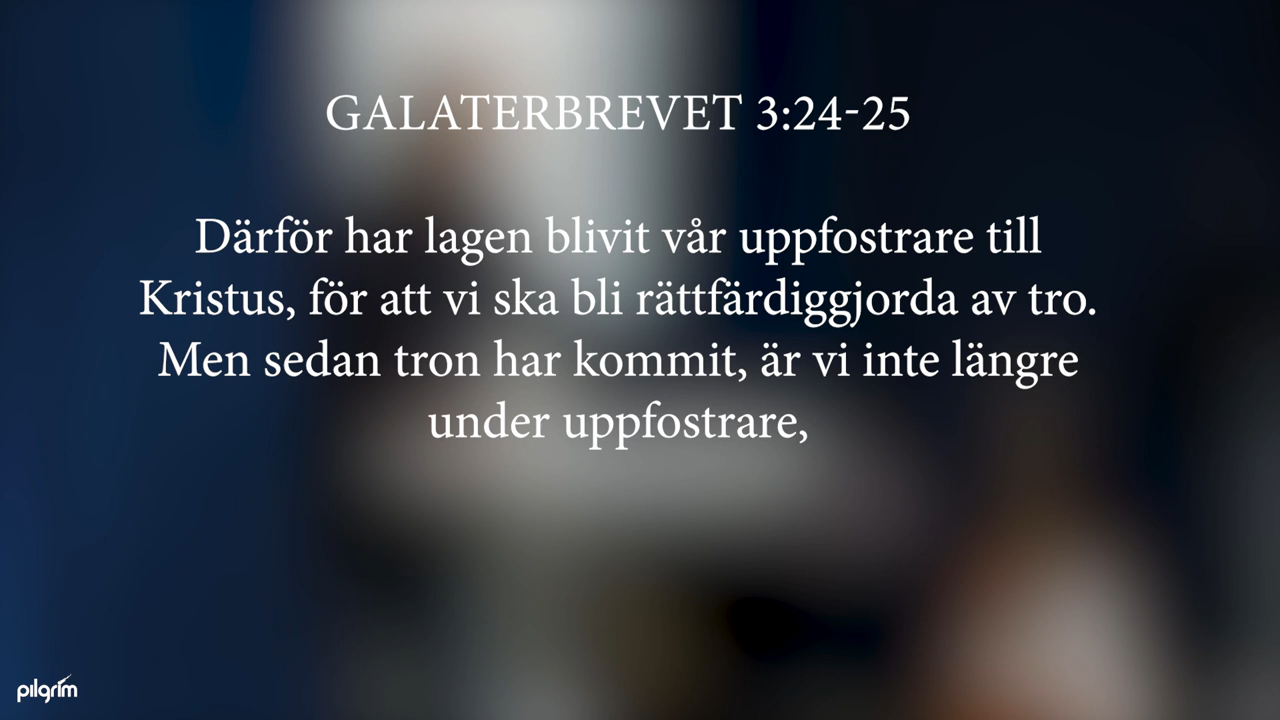 GALATERBREVET 3:24-25
Därför har lagen blivit vår uppfostrare till
Kristus, för att vi ska bli rättfärdiggjorda av tro.
Men sedan tron har kommit, är vi inte längre
under uppfostrare,
pilgrim